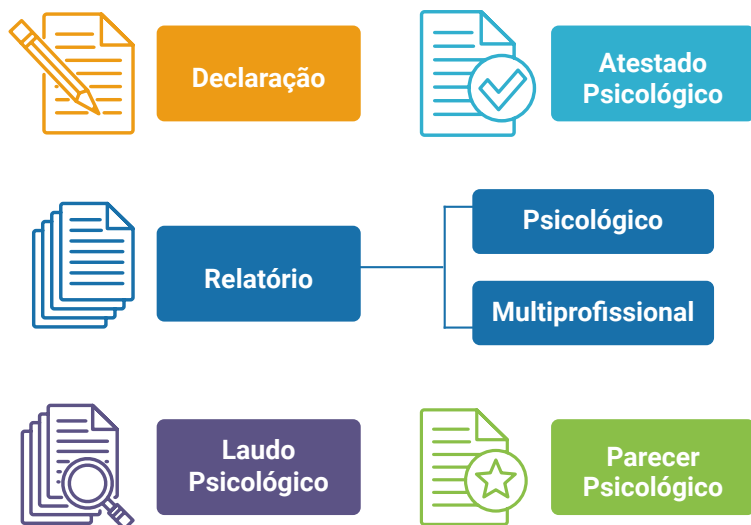 Declaração
Atestado
Psicológico
Relatório
Psicológico
Multiprofissional
Laudo
Psicológico
Parecer
Psicológico